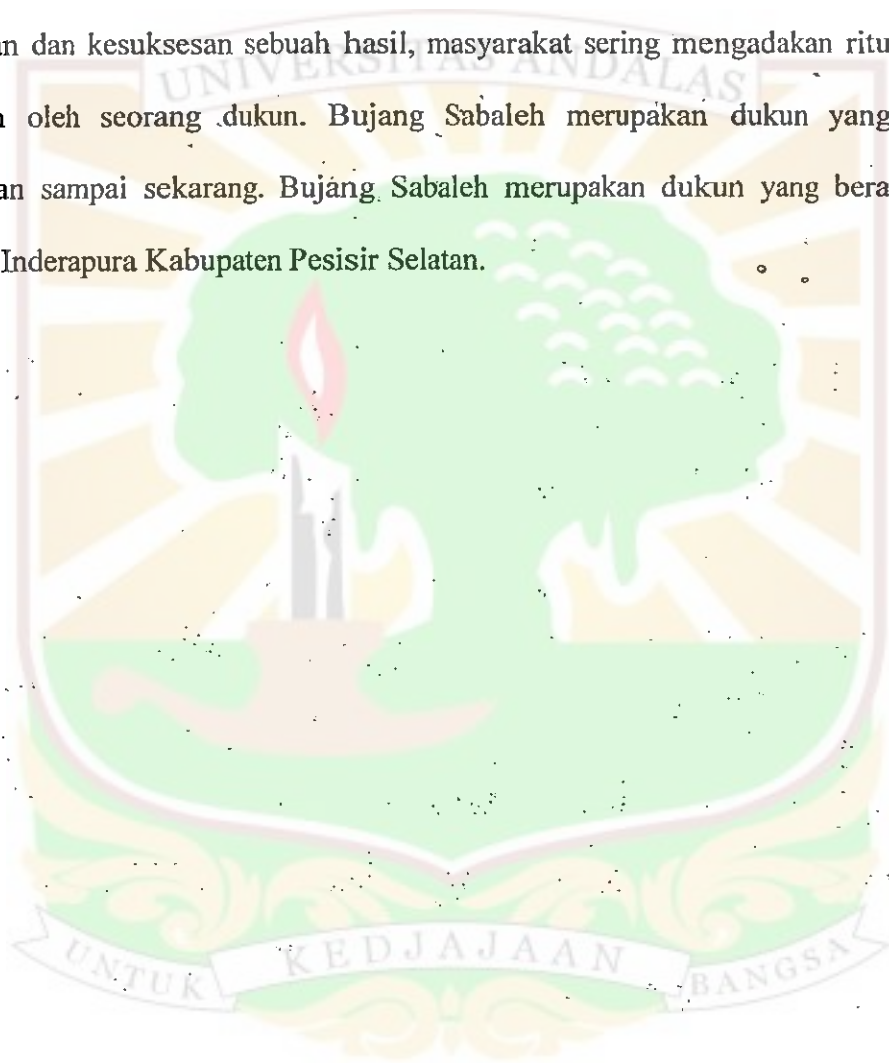 an dan kesuksesan sebuah hasil, masyarakat sering mengadakan ritu
UNIVERSITAS ANDALAS
oleh seorang dukun. Bujang Sabaleh merupakan dukun yang
an sampai sekarang. Bujang Sabaleh merupakan dukun yang bera
Inderapura Kabupaten Pesisir Selatan.
UNTUK KEDJAJAAN BANGSA